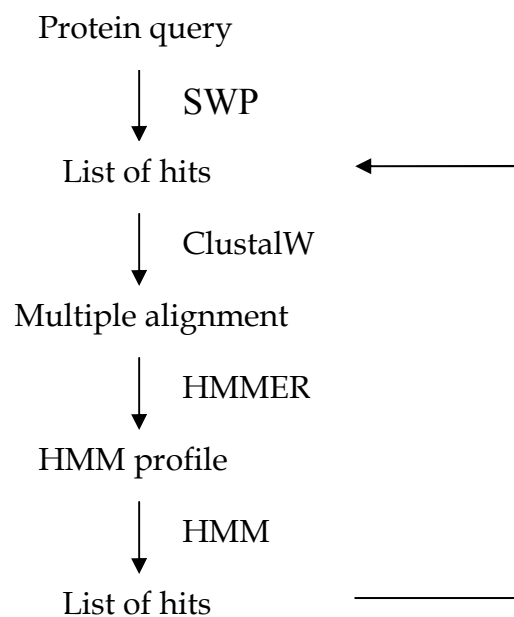 Protein query
SWP
List of hits
ClustalW
Multiple alignment
HMMER
HMM profile
HMM
List of hits